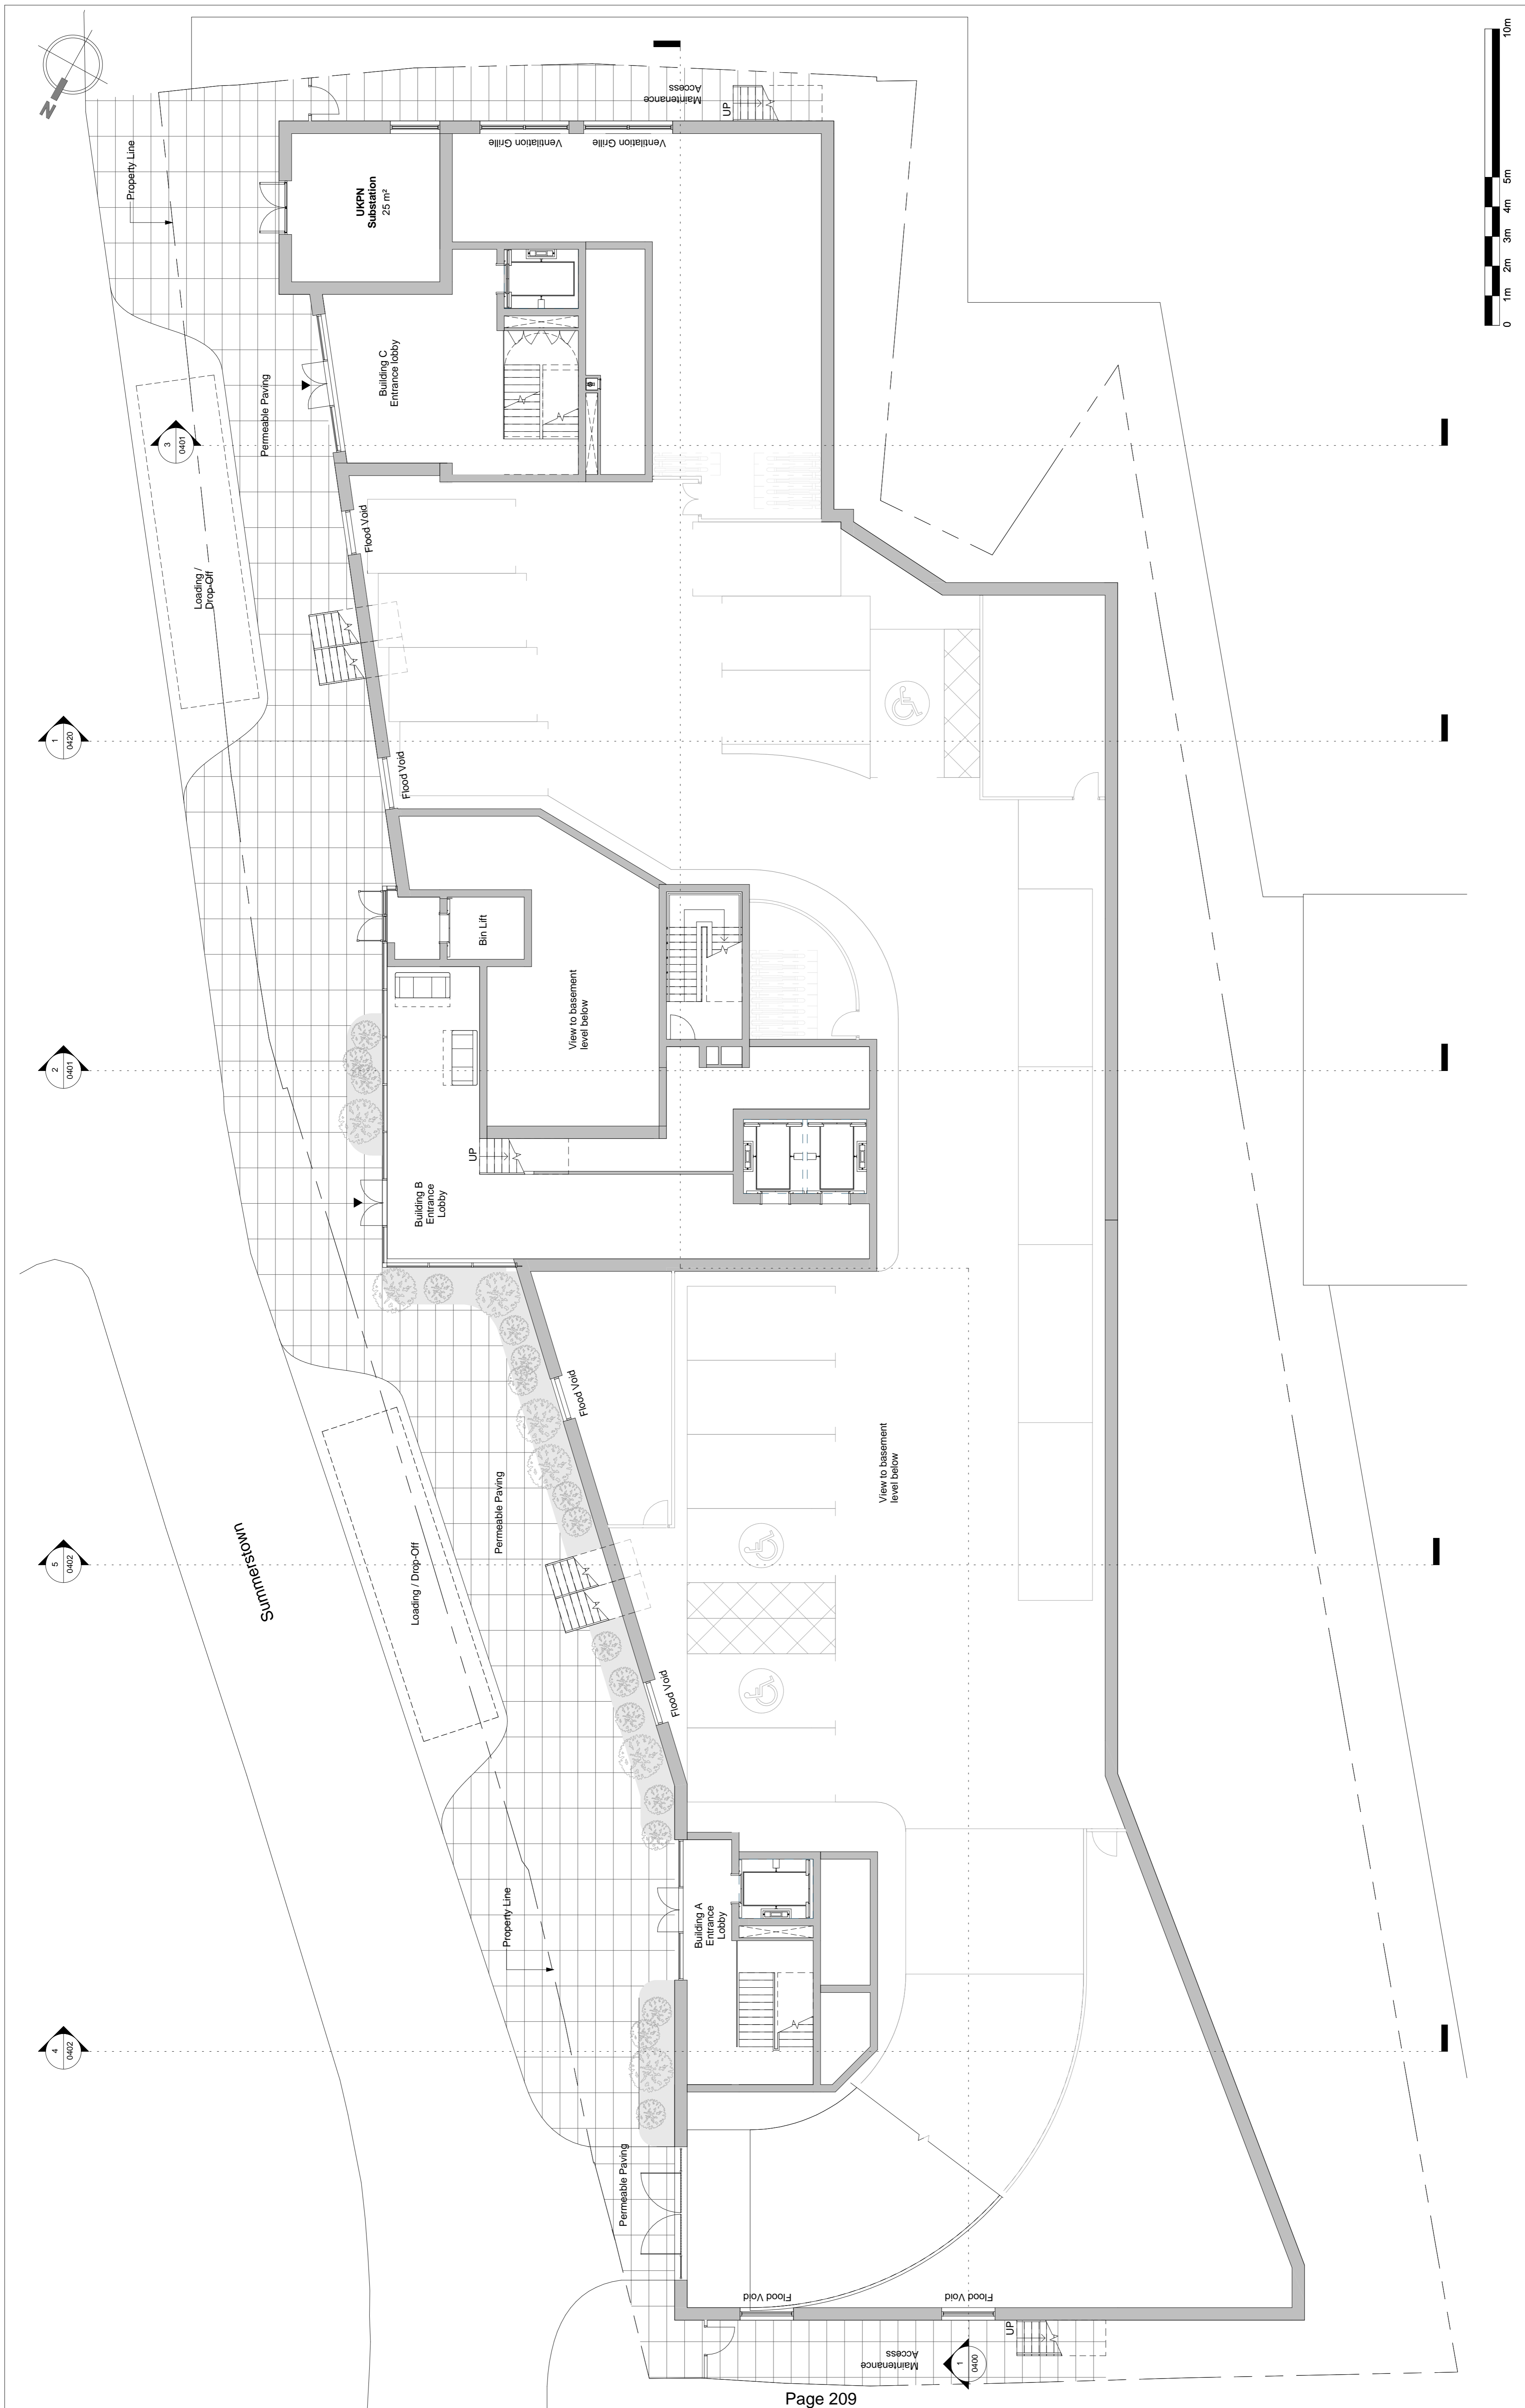 N
Property Line
UKPN
Substation
25 m²
Maintenance
Access
UP
Ventilation Grille
Ventilation Grille
10m
5m
4m
3m
2m
1m
0
Building C
Entrance lobby
Permeable Paving
3
0401
Flood Void
Loading /
Drop-Off
1
0420
Flood Void
Bin Lift
View to basement
level below
2
0401
UP
Building B
Entrance
Lobby
Flood Void
Permeable Paving
View to basement
level below
Summerstown
Loading / Drop-Off
5
0402
Flood Void
Property Line
Building A
Entrance
Lobby
4
0402
Permeable Paving
Flood Void
Flood Void
UP
Maintenance
Access
1
0400
Page 209